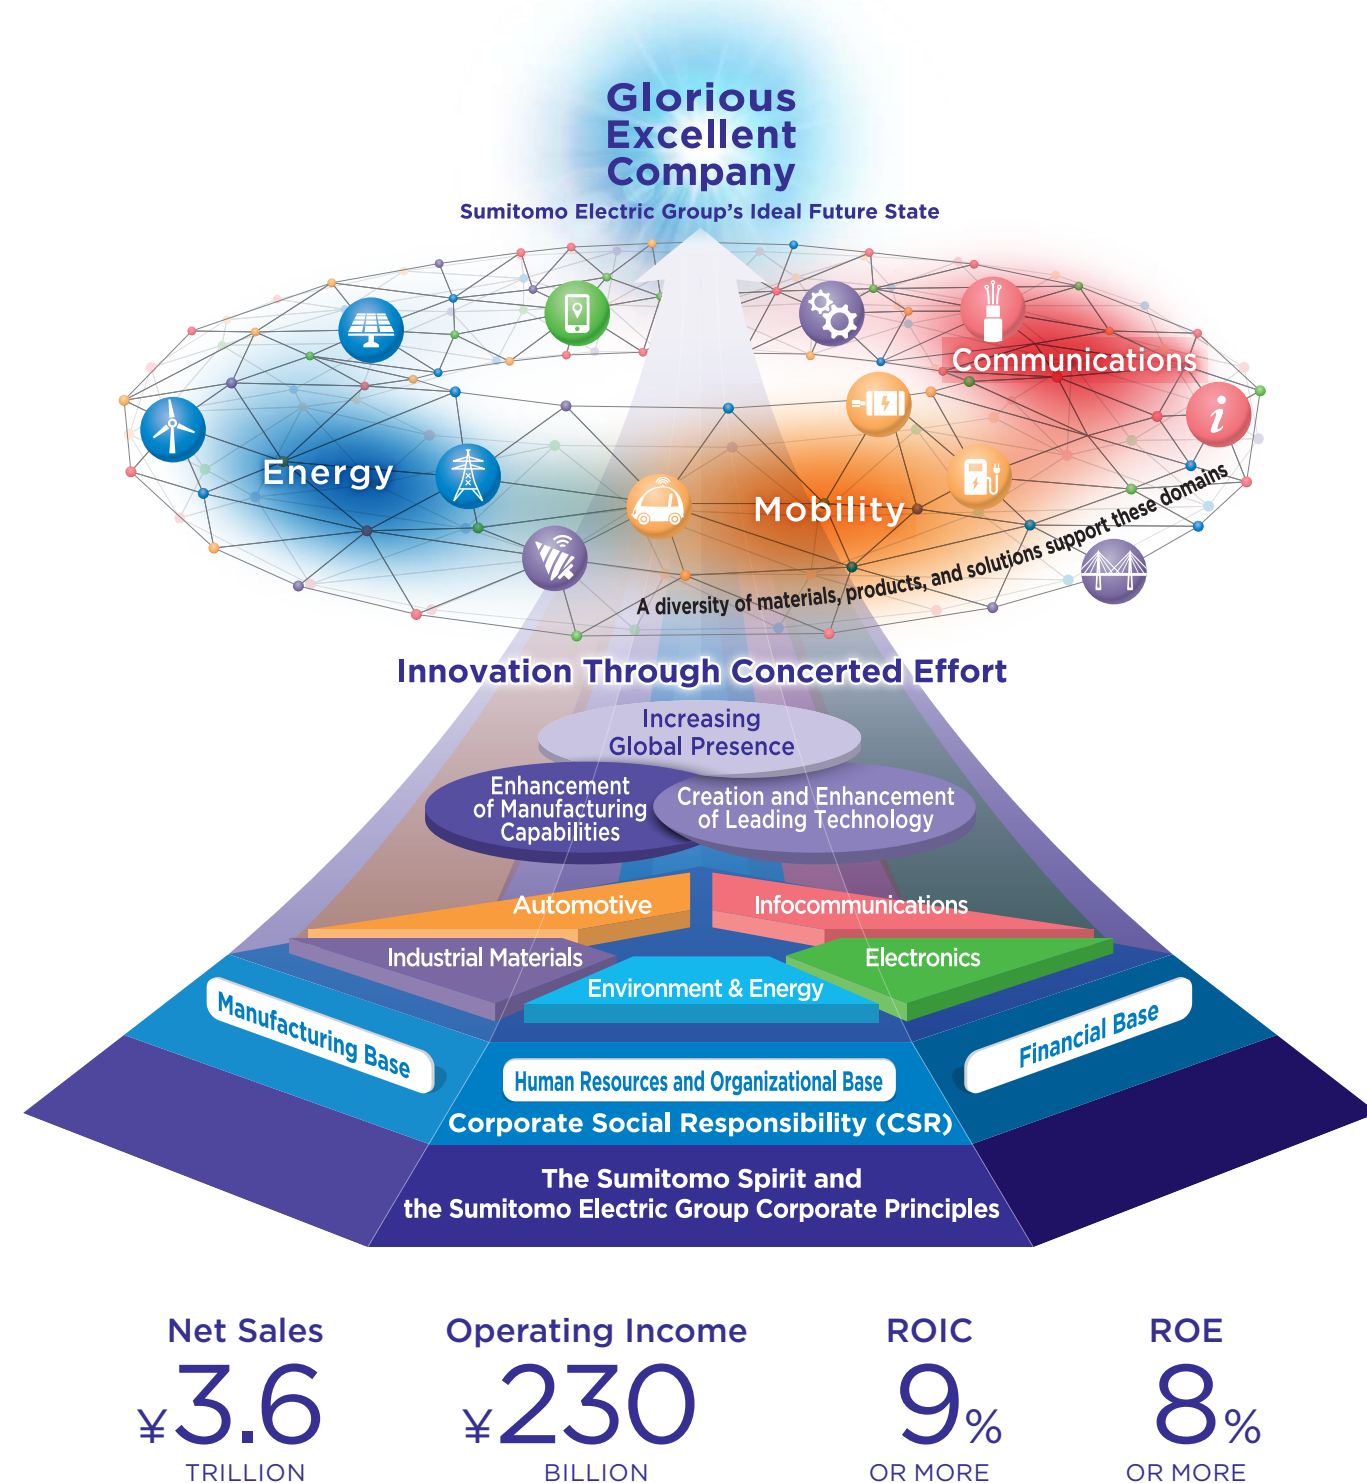 Glorious
Excellent
Company
Sumitomo Electric Group's Ideal Future State
Communications
i
Energy
Mobility
A diversity of materials, products, and solutions support these domains
Innovation Through Concerted Effort
Increasing
Global Presence
Enhancement
of Manufacturing
Capabilities
Creation and Enhancement
of Leading Technology
Automotive
Infocommunications
Industrial Materials
Electronics
Environment & Energy
Manufacturing Base
Financial Base
Human Resources and Organizational Base
Corporate Social Responsibility (CSR)
The Sumitomo Spirit and
the Sumitomo Electric Group Corporate Principles
Net Sales
¥3.6
TRILLION
Operating Income
¥230
BILLION
ROIC
9%
OR MORE
ROE
8%
OR MORE